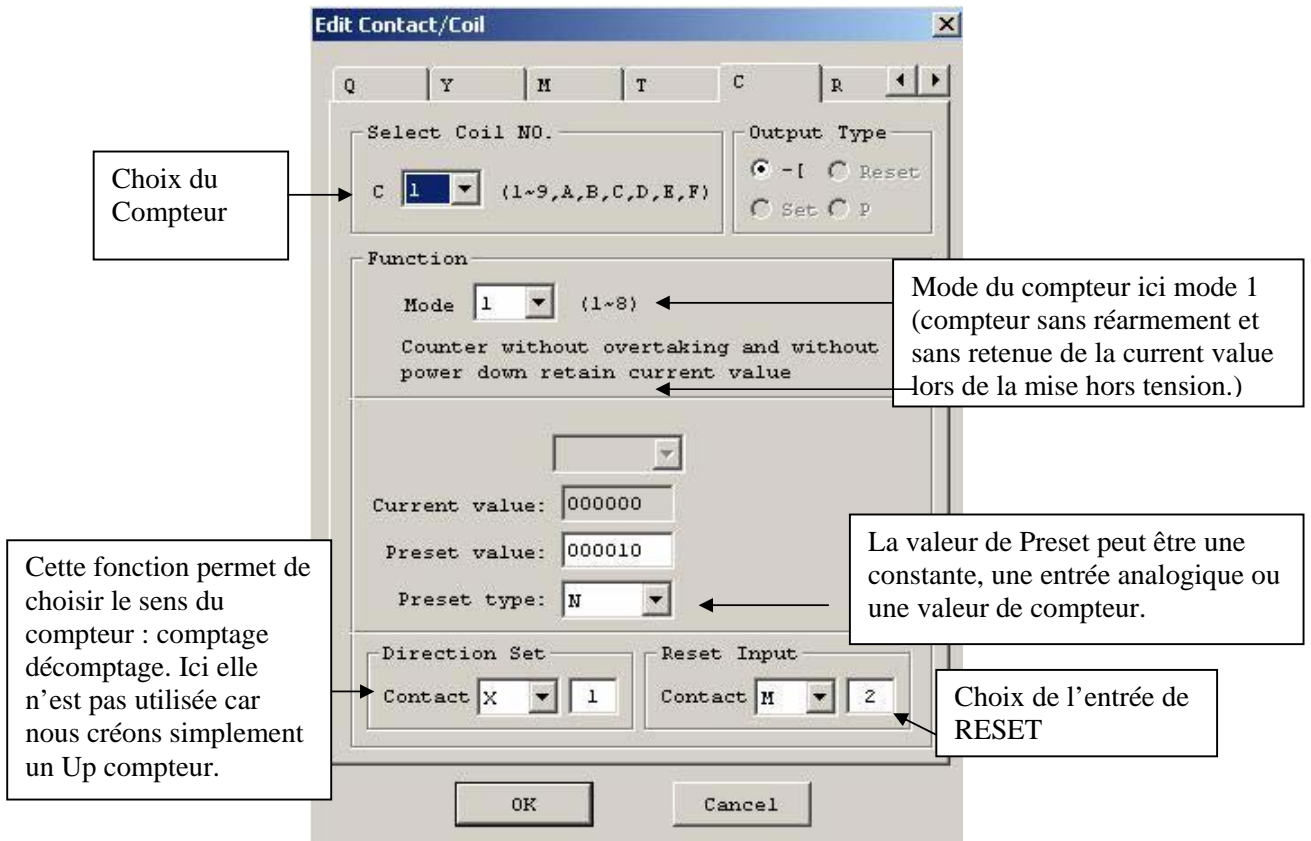 Edit Contact/Coil
Q Y M T C R
Select Coil NO.
C 1 (1~9,A,B,C,D,E,F)
Output Type
-[ Reset
Set P
Choix du
Compteur
Function
Mode 1 (1~8)
Counter without overtaking and without
power down retain current value
Mode du compteur ici mode 1
(compteur sans réarmement et
sans retenue de la current value
lors de la mise hors tension.)
Current value: 000000
Preset value: 000010
Preset type: N
La valeur de Preset peut être une
constante, une entrée analogique ou
une valeur de compteur.
Cette fonction permet de
choisir le sens du
compteur : comptage
décomptage. Ici elle
n’est pas utilisée car
nous créons simplement
un Up compteur.
Direction Set
Contact X 1
Reset Input
Contact M 2
Choix de l’entrée de
RESET
OK
Cancel